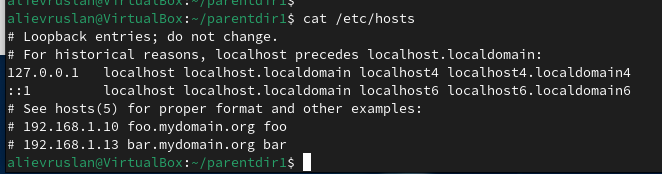 alievruslan@VirtualBox:~/parentdir1$
alievruslan@VirtualBox:~/parentdir1$ cat /etc/hosts
# Loopback entries; do not change.
# For historical reasons, localhost precedes localhost.localdomain:
127.0.0.1   localhost localhost.localdomain localhost4 localhost4.localdomain4
::1         localhost localhost.localdomain localhost6 localhost6.localdomain6
# See hosts(5) for proper format and other examples:
# 192.168.1.10 foo.mydomain.org foo
# 192.168.1.13 bar.mydomain.org bar
alievruslan@VirtualBox:~/parentdir1$